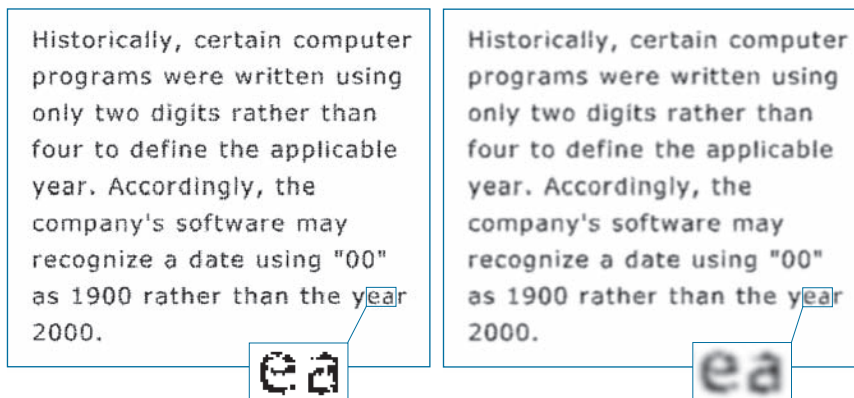 Historically, certain computer
programs were written using
only two digits rather than
four to define the applicable
year. Accordingly, the
company's software may
recognize a date using "00"
as 1900 rather than the year
2000.
ea
Historically, certain computer
programs were written using
only two digits rather than
four to define the applicable
year. Accordingly, the
company's software may
recognize a date using "00"
as 1900 rather than the year
2000.
ea